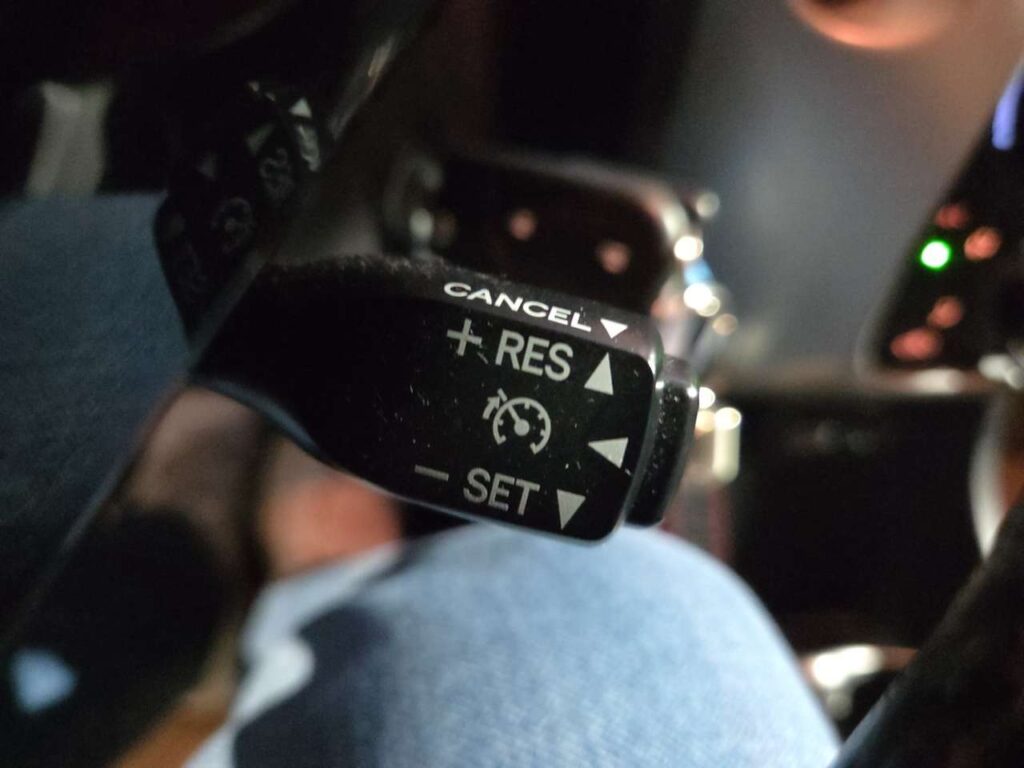 CANCEL ▼
+ RES ▲
◀
− SET ▼